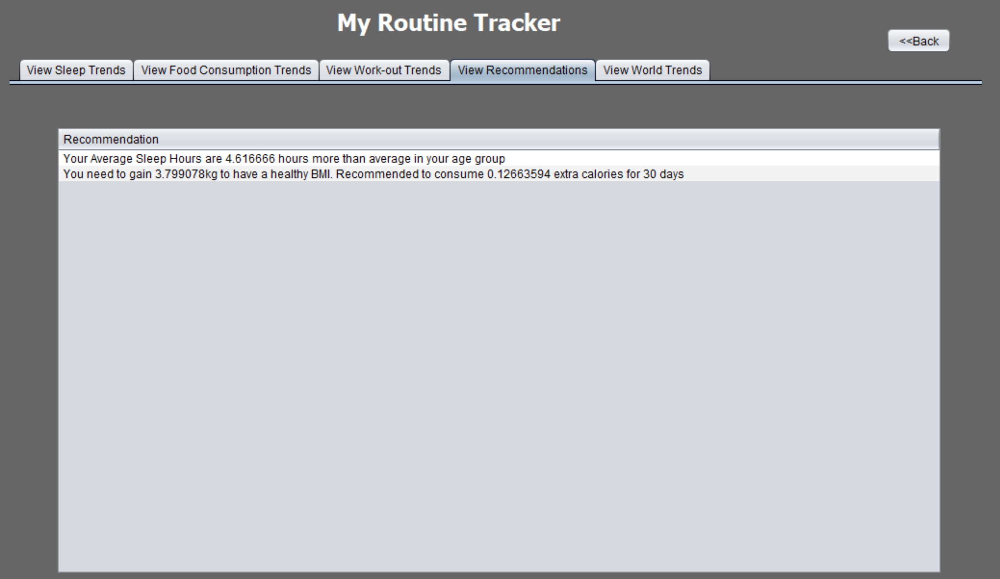 My Routine Tracker
<<Back
View Sleep Trends
View Food Consumption Trends
View Work-out Trends
View Recommendations
View World Trends
Recommendation
Your Average Sleep Hours are 4.616666 hours more than average in your age group
You need to gain 3.799078kg to have a healthy BMI. Recommended to consume 0.12663594 extra calories for 30 days